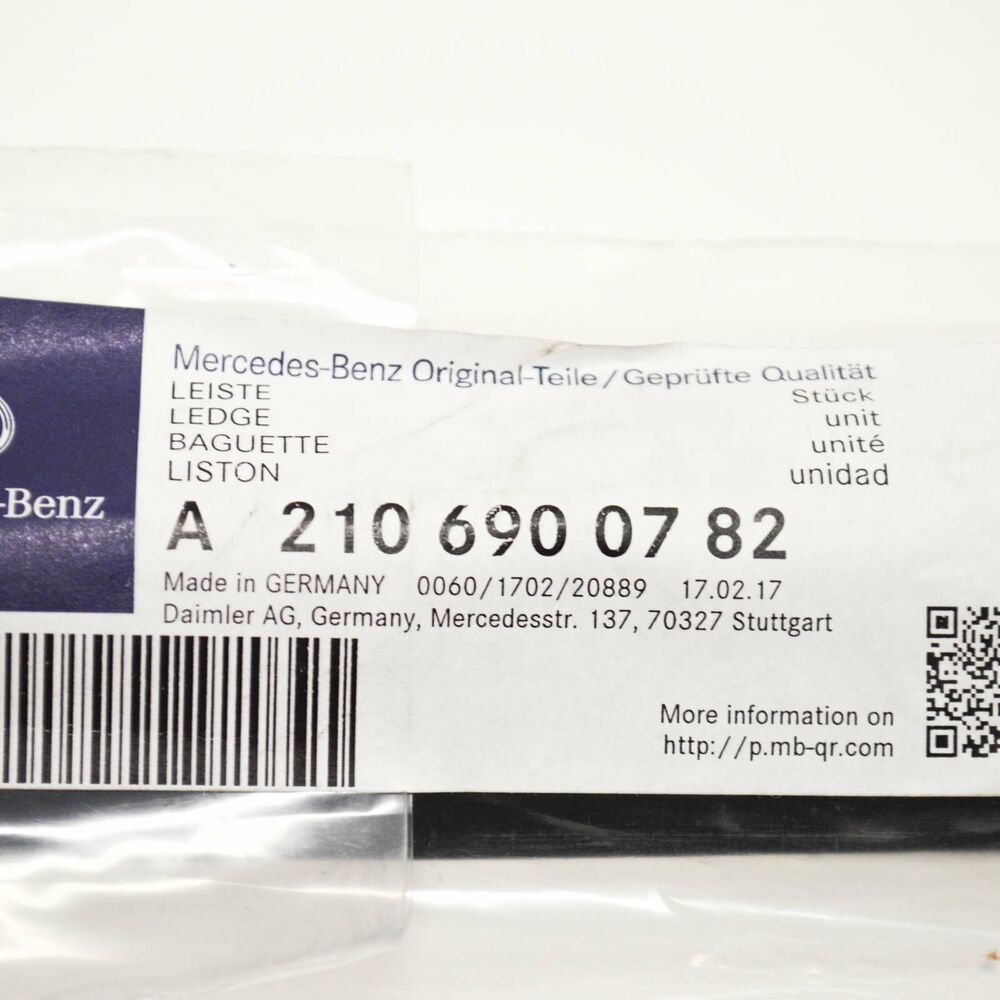 Mercedes-Benz Original-Teile/Geprüfte Qualität
LEISTE Stück
LEDGE unit
BAGUETTE unité
LISTON unidad
-Benz
A 210 690 07 82
Made in GERMANY 0060/1702/20889 17.02.17
Daimler AG, Germany, Mercedesstr. 137, 70327 Stuttgart
More information on
http://p.mb-qr.com